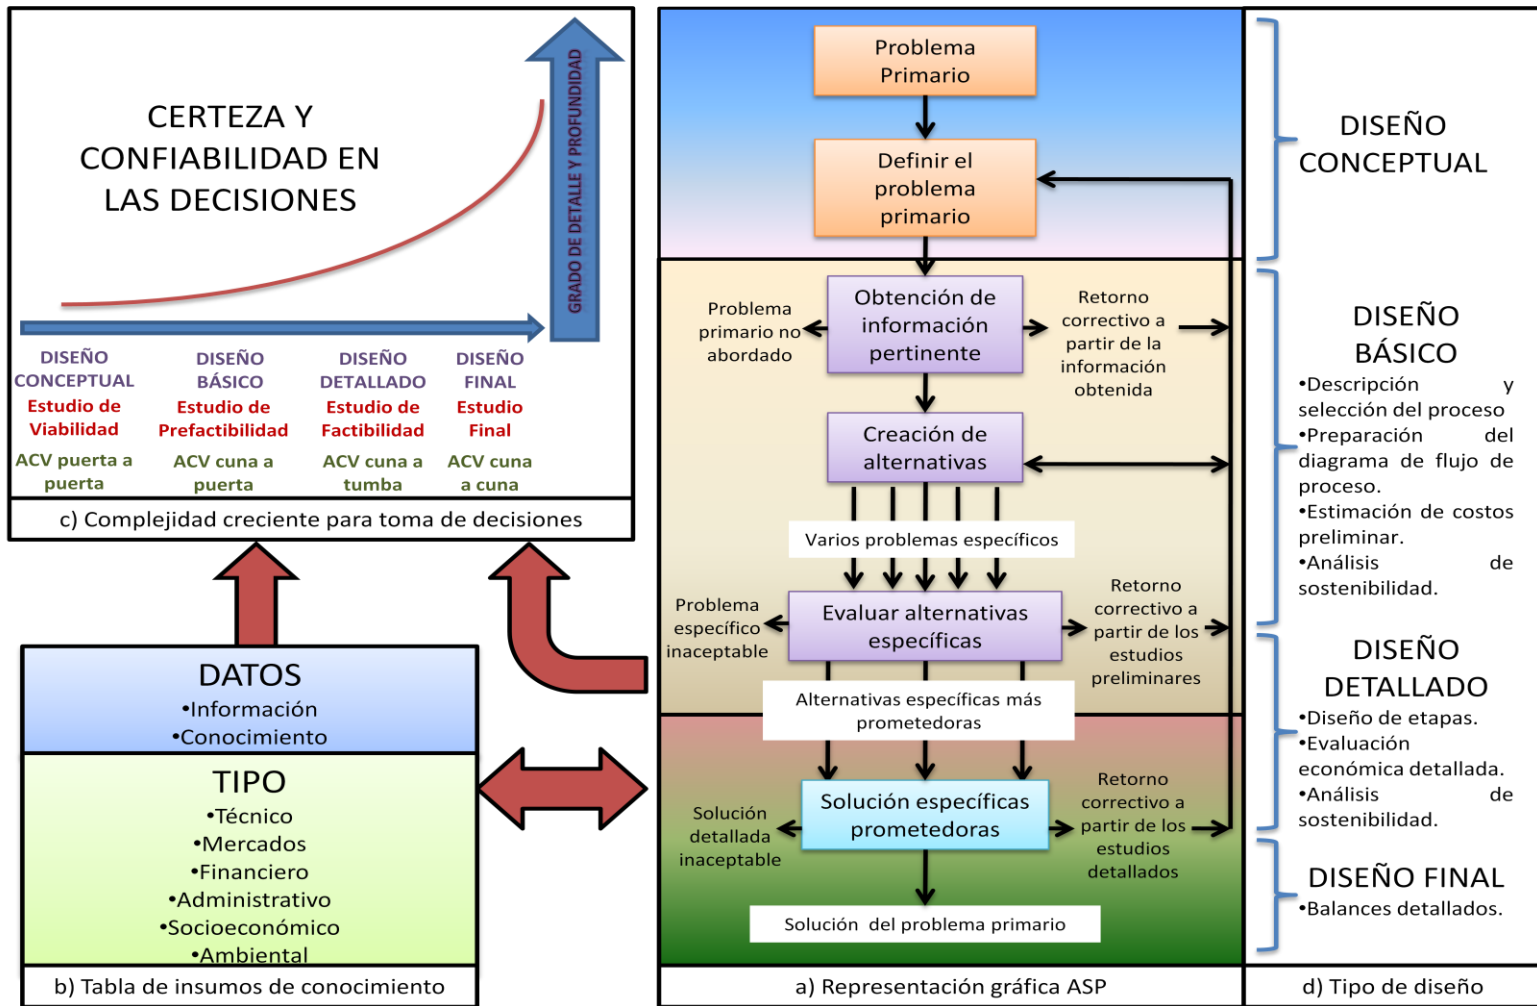 CERTEZA Y
CONFIABILIDAD EN
LAS DECISIONES
GRADO DE DETALLE Y PROFUNDIDAD
DISEÑO
CONCEPTUAL
Estudio de
Viabilidad
ACV puerta a
puerta
DISEÑO
BÁSICO
Estudio de
Prefactibilidad
ACV cuna a
puerta
DISEÑO
DETALLADO
Estudio de
Factibilidad
ACV cuna a
tumba
DISEÑO
FINAL
Estudio
Final
ACV cuna
a cuna
c) Complejidad creciente para toma de decisiones
DATOS
•Información
•Conocimiento
TIPO
•Técnico
•Mercados
•Financiero
•Administrativo
•Socioeconómico
•Ambiental
b) Tabla de insumos de conocimiento
Problema
Primario
Definir el
problema
primario
Problema
primario no
abordado
Obtención de
información
pertinente
Retorno
correctivo a
partir de la
información
obtenida
Creación de
alternativas
Varios problemas específicos
Problema
específico
inaceptable
Evaluar alternativas
específicas
Retorno
correctivo a
partir de los
estudios
preliminares
Alternativas específicas más
prometedoras
Solución
detallada
inaceptable
Solución específicas
prometedoras
Retorno
correctivo a
partir de los
estudios
detallados
Solución del problema primario
a) Representación gráfica ASP
DISEÑO
CONCEPTUAL
DISEÑO
BÁSICO
•Descripción y
selección del proceso
•Preparación del
diagrama de flujo de
proceso.
•Estimación de costos
preliminar.
•Análisis de
sostenibilidad.
DISEÑO
DETALLADO
•Diseño de etapas.
•Evaluación
económica detallada.
•Análisis de
sostenibilidad.
DISEÑO FINAL
•Balances detallados.
d) Tipo de diseño